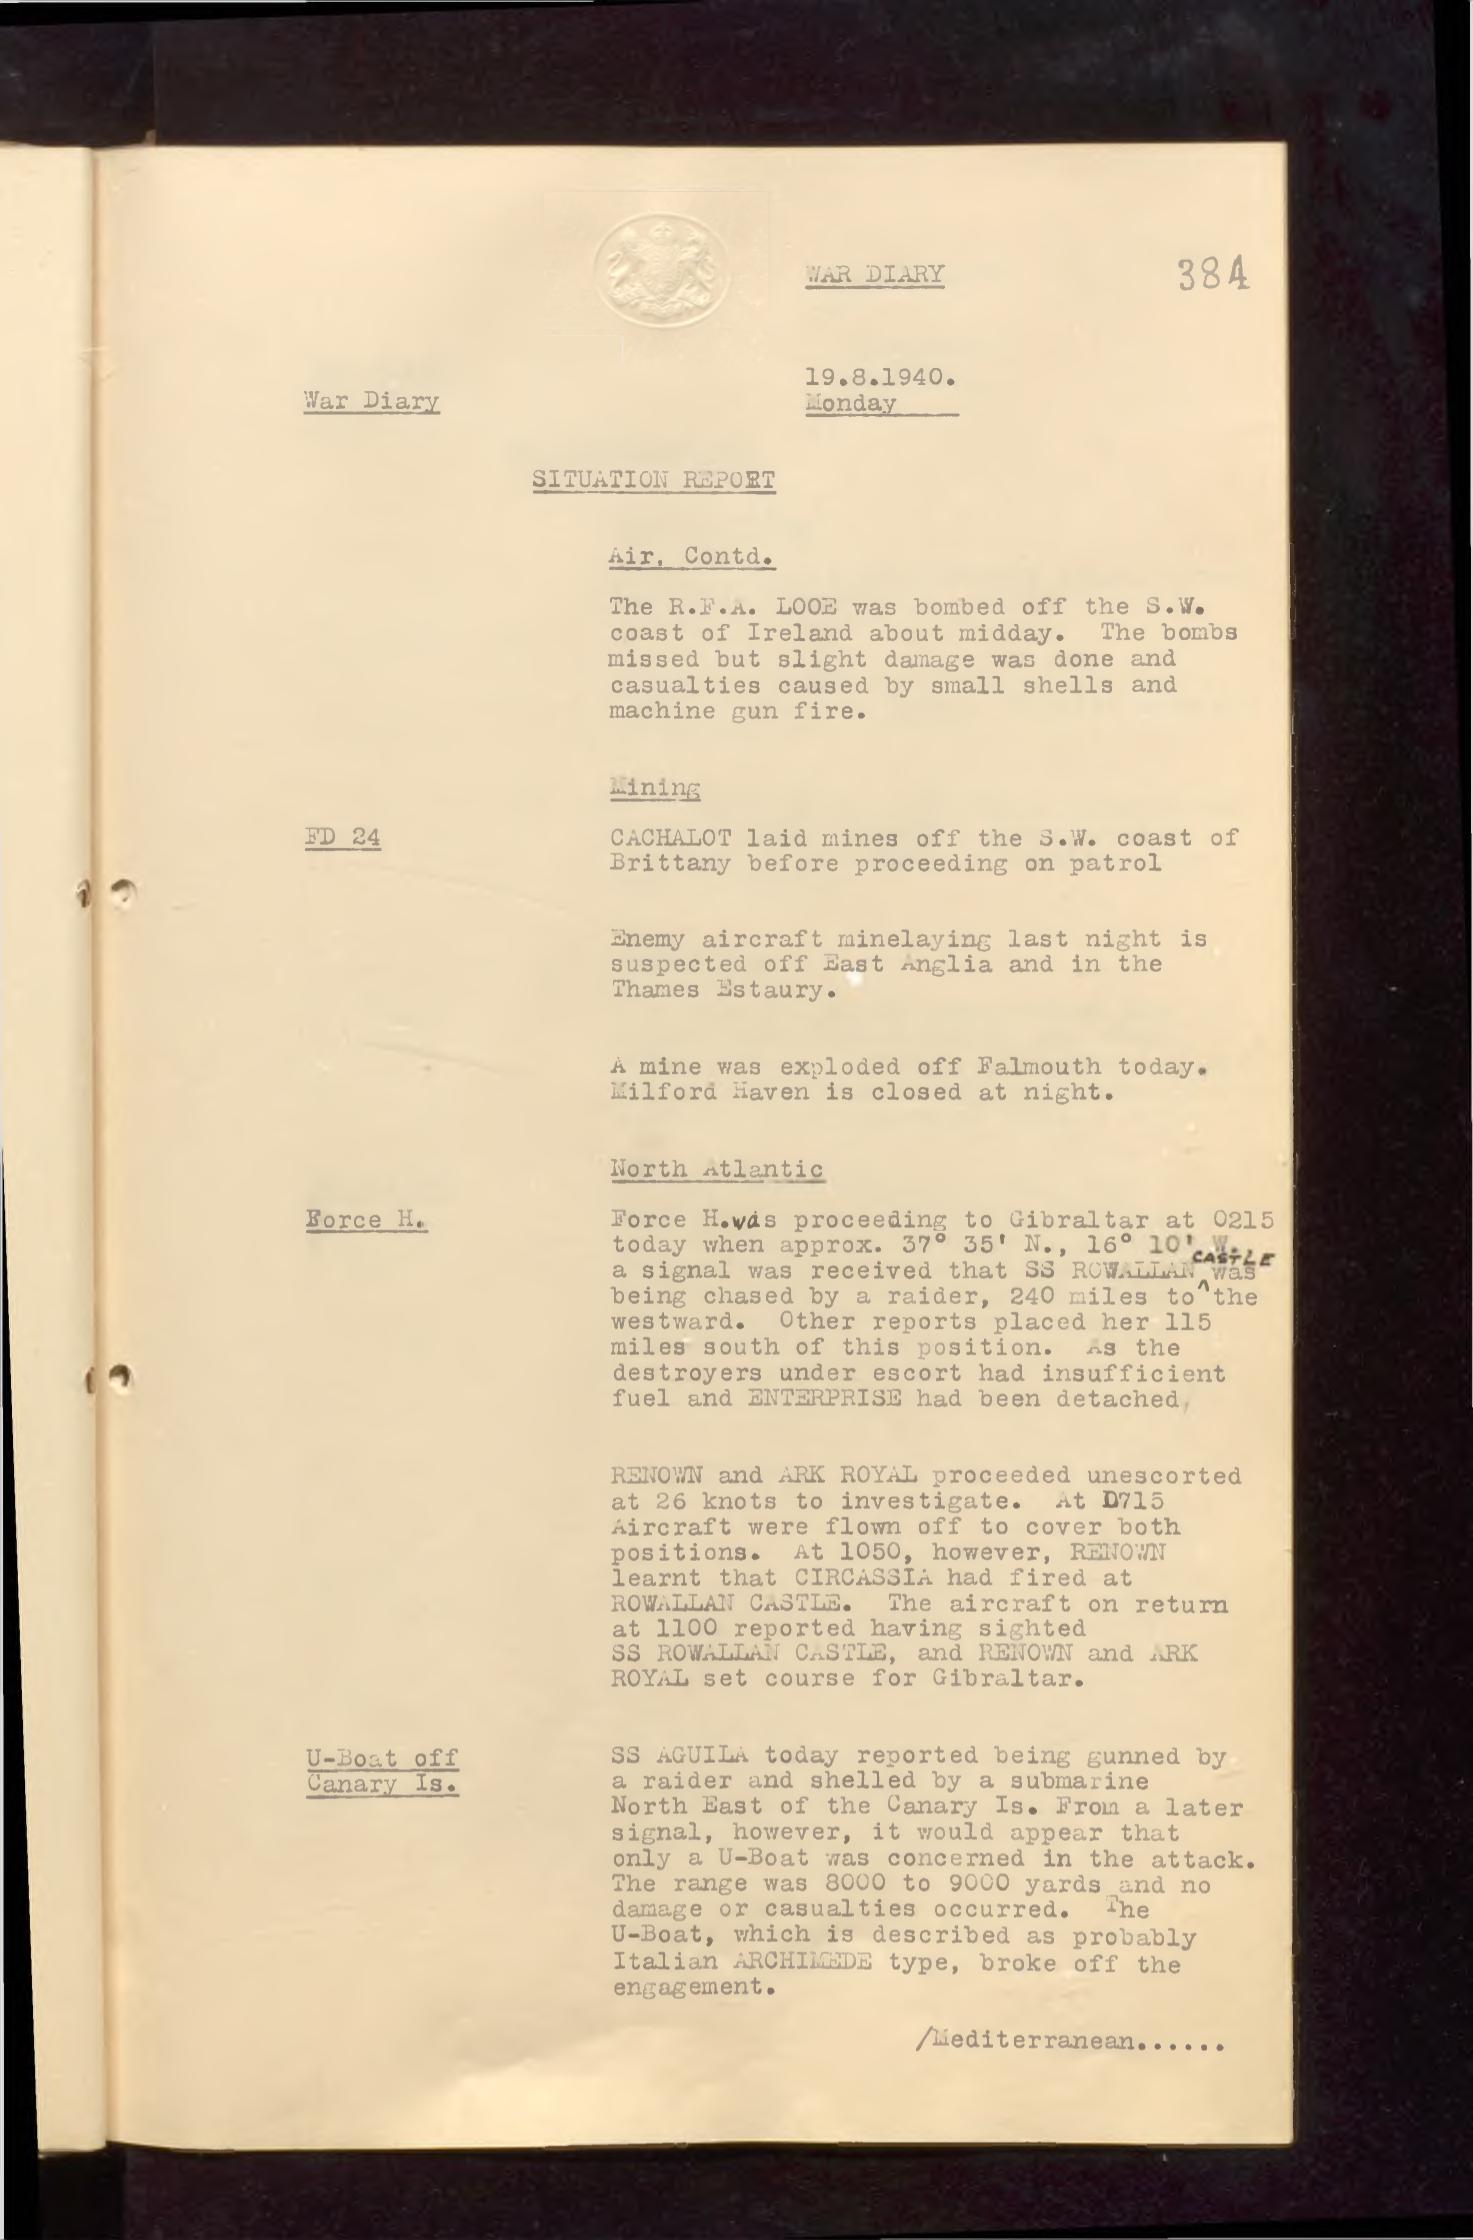 WAR DIARY
384
19.8.1940.
War Diary
Monday
SITUATION REPORT
Air, Contd.
The R.F.A. LOOE was bombed off the S.W.
coast of Ireland about midday. The bombs
missed but slight damage was done and
casualties caused by small shells and
machine gun fire.
Mining
FD 24
CACHALOT laid mines off the S.W. coast of
Brittany before proceeding on patrol
Enemy aircraft minelaying last night is
suspected off East Anglia and in the
Thames Estaury.
A mine was exploded off Falmouth today.
Milford Haven is closed at night.
North Atlantic
Force H.
Force H.was proceeding to Gibraltar at 0215
today when approx. 37° 35' N., 16° 10' W.
CASTLE
a signal was received that SS ROWALLAN ^ was
being chased by a raider, 240 miles to the
westward. Other reports placed her 115
miles south of this position. As the
destroyers under escort had insufficient
fuel and ENTERPRISE had been detached,
RENOWN and ARK ROYAL proceeded unescorted
at 26 knots to investigate. At D715
Aircraft were flown off to cover both
positions. At 1050, however, RENOWN
learnt that CIRCASSIA had fired at
ROWALLAN CASTLE. The aircraft on return
at 1100 reported having sighted
SS ROWALLAN CASTLE, and RENOWN and ARK
ROYAL set course for Gibraltar.
U-Boat off
Canary Is.
SS AGUILA today reported being gunned by
a raider and shelled by a submarine
North East of the Canary Is. From a later
signal, however, it would appear that
only a U-Boat was concerned in the attack.
The range was 8000 to 9000 yards and no
damage or casualties occurred. The
U-Boat, which is described as probably
Italian ARCHIMEDE type, broke off the
engagement.
/Mediterranean......